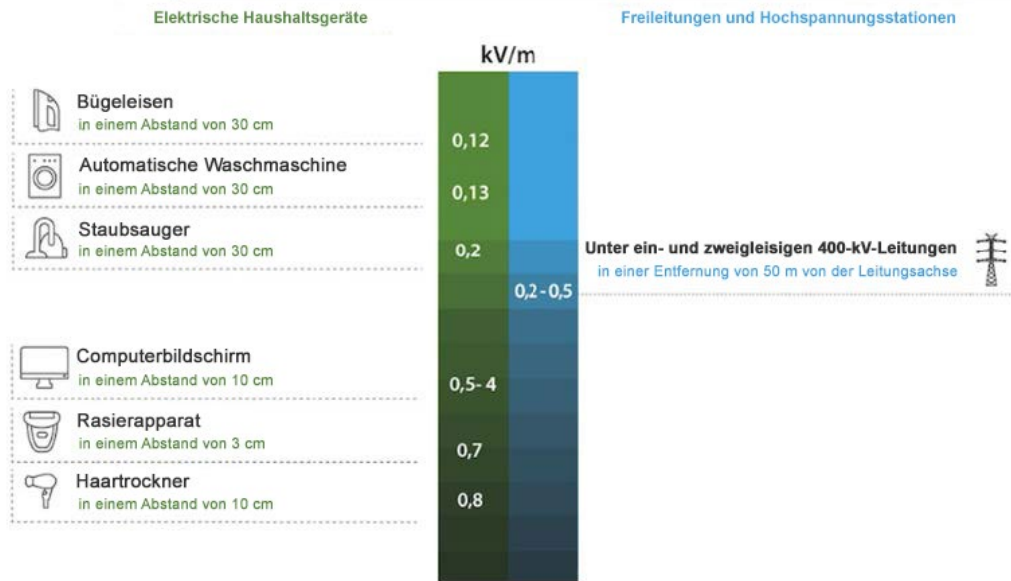 Elektrische Haushaltsgeräte
Freileitungen und Hochspannungsstationen
kV/m
Bügeleisen
in einem Abstand von 30 cm
0,12
Automatische Waschmaschine
in einem Abstand von 30 cm
0,13
Staubsauger
in einem Abstand von 30 cm
0,2
Unter ein- und zweigleisigen 400-kV-Leitungen
in einer Entfernung von 50 m von der Leitungsachse
0,2 - 0,5
Computerbildschirm
in einem Abstand von 10 cm
0,5- 4
Rasierapparat
in einem Abstand von 3 cm
0,7
Haartrockner
in einem Abstand von 10 cm
0,8